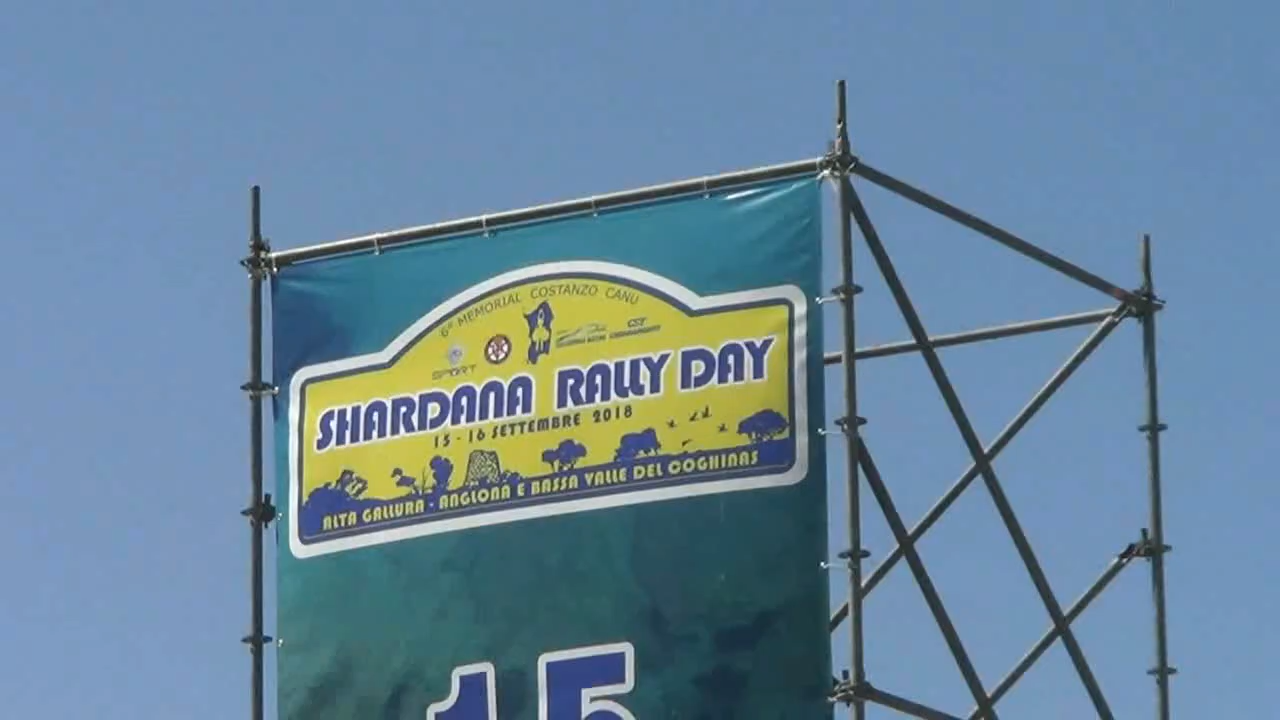 6° MEMORIAL COSTANZO CANU
SPORT
SHARDANA RALLY DAY
15 - 16 SETTEMBRE 2018
ALTA GALLURA - ANGLONA E BASSA VALLE DEL COGHINAS
15